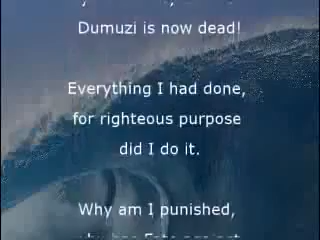 Dumuzi is now dead!
Everything I had done,
for righteous purpose
did I do it.
Why am I punished,